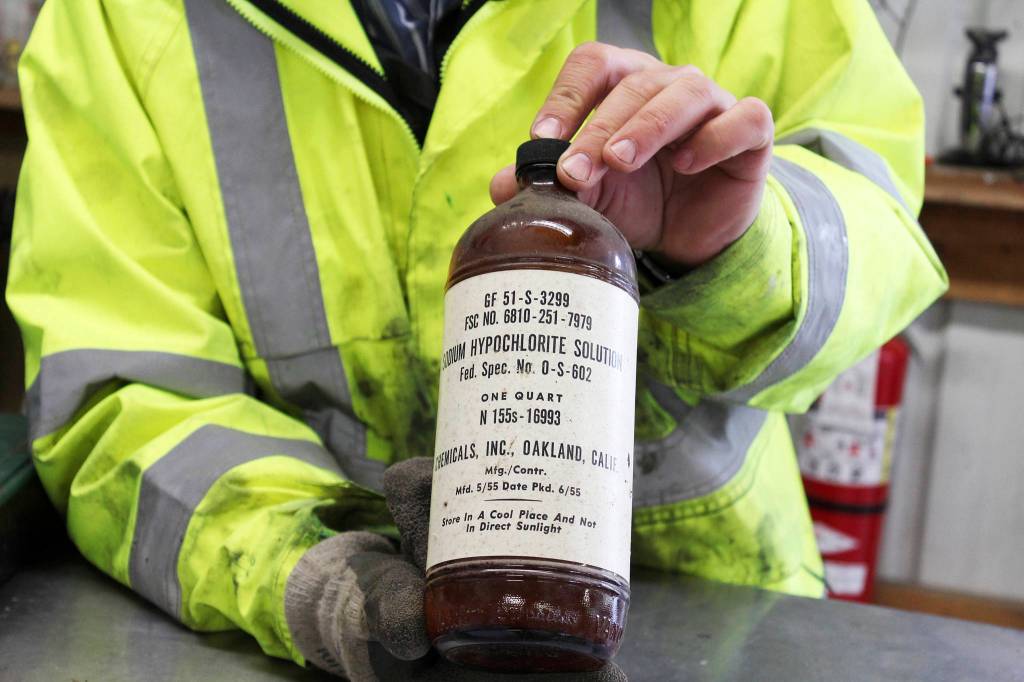 GF 51-S-3299
FSC NO. 6810-251-7979
SODIUM HYPOCHLORITE SOLUTION
Fed. Spec. No. O-S-602
ONE QUART
N 155s-16993
CHEMICALS, INC., OAKLAND, CALIF.
Mfg./Contr.
Mfd. 5/55 Date Pkd. 6/55
Store In A Cool Place And Not
In Direct Sunlight